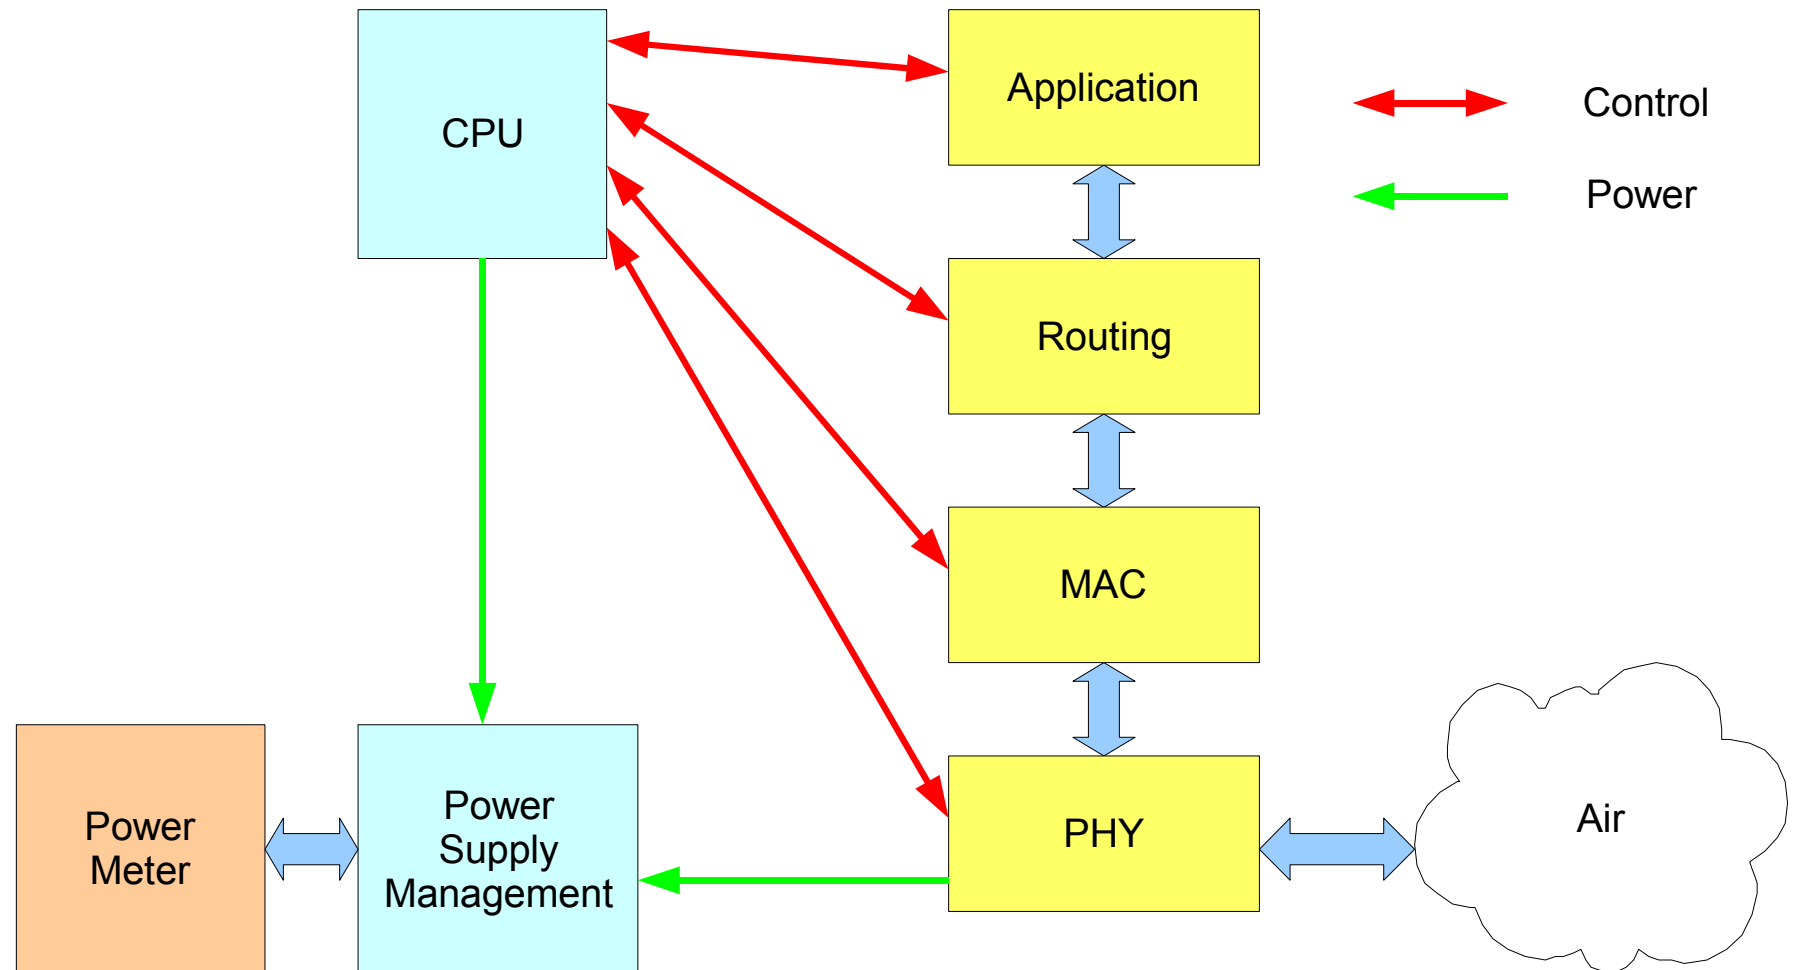 Application
Control
CPU
Power
Routing
MAC
Power
Supply
Management
Power
Meter
PHY
Air